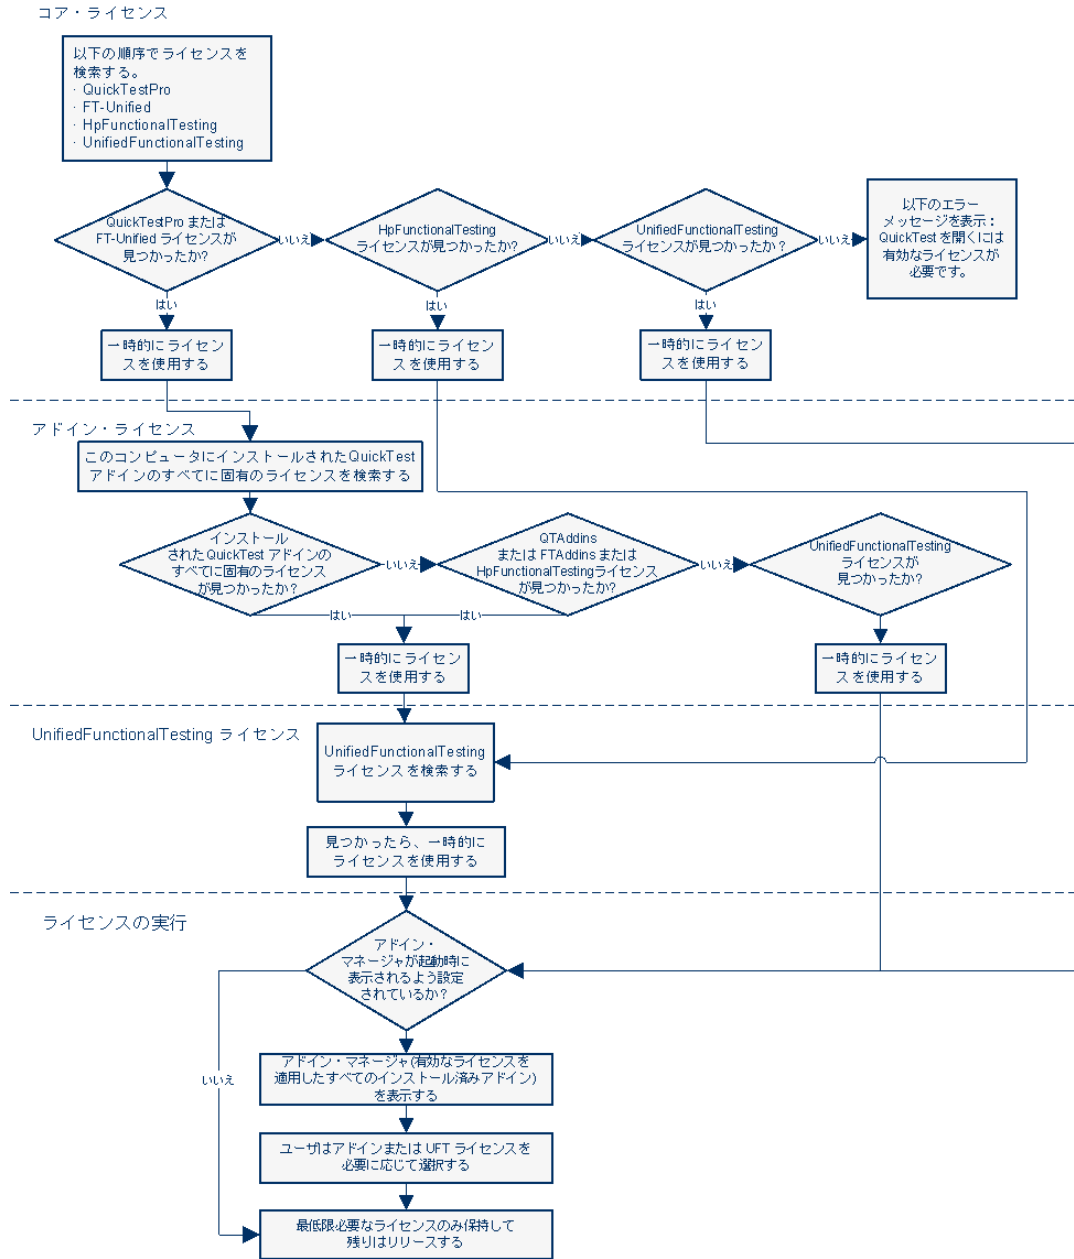 コア・ライセンス
以下の順序でライセンスを
検索する。
· QuickTestPro
· FT-Unified
· HpFunctionalTesting
· UnifiedFunctionalTesting
QuickTestPro または
FT-Unified ライセンスが
見つかったか?
いいえ
HpFunctionalTesting
ライセンスが見つかったか?
いいえ
UnifiedFunctionalTesting
ライセンスが見つかったか?
いいえ
以下のエラー
メッセージを表示:
QuickTest を開くには
有効なライセンスが
必要です。
はい
はい
はい
一時的にライセン
スを使用する
一時的にライセン
スを使用する
一時的にライセン
スを使用する
アドイン・ライセンス
このコンピュータにインストールされたQuickTest
アドインのすべてに固有のライセンスを検索する
インストール
された QuickTest アドインの
すべてに固有のライセンス
が見つかったか?
いいえ
QTAddins
または FTAddins または
HpFunctionalTestingライセンス
が見つかったか?
いいえ
UnifiedFunctionalTesting
ライセンスが
見つかったか?
はい
はい
一時的にライセン
スを使用する
一時的にライセン
スを使用する
UnifiedFunctionalTesting ライセンス
UnifiedFunctionalTesting
ライセンスを検索する
見つかったら、一時的に
ライセンスを使用する
ライセンスの実行
アドイン・
マネージャが起動時に
表示されるよう設定
されているか?
いいえ
アドイン・マネージャ(有効なライセンスを
適用したすべてのインストール済みアドイン)
を表示する
ユーザはアドインまたは UFT ライセンスを
必要に応じて選択する
最低限必要なライセンスのみ保持して
残りはリリースする